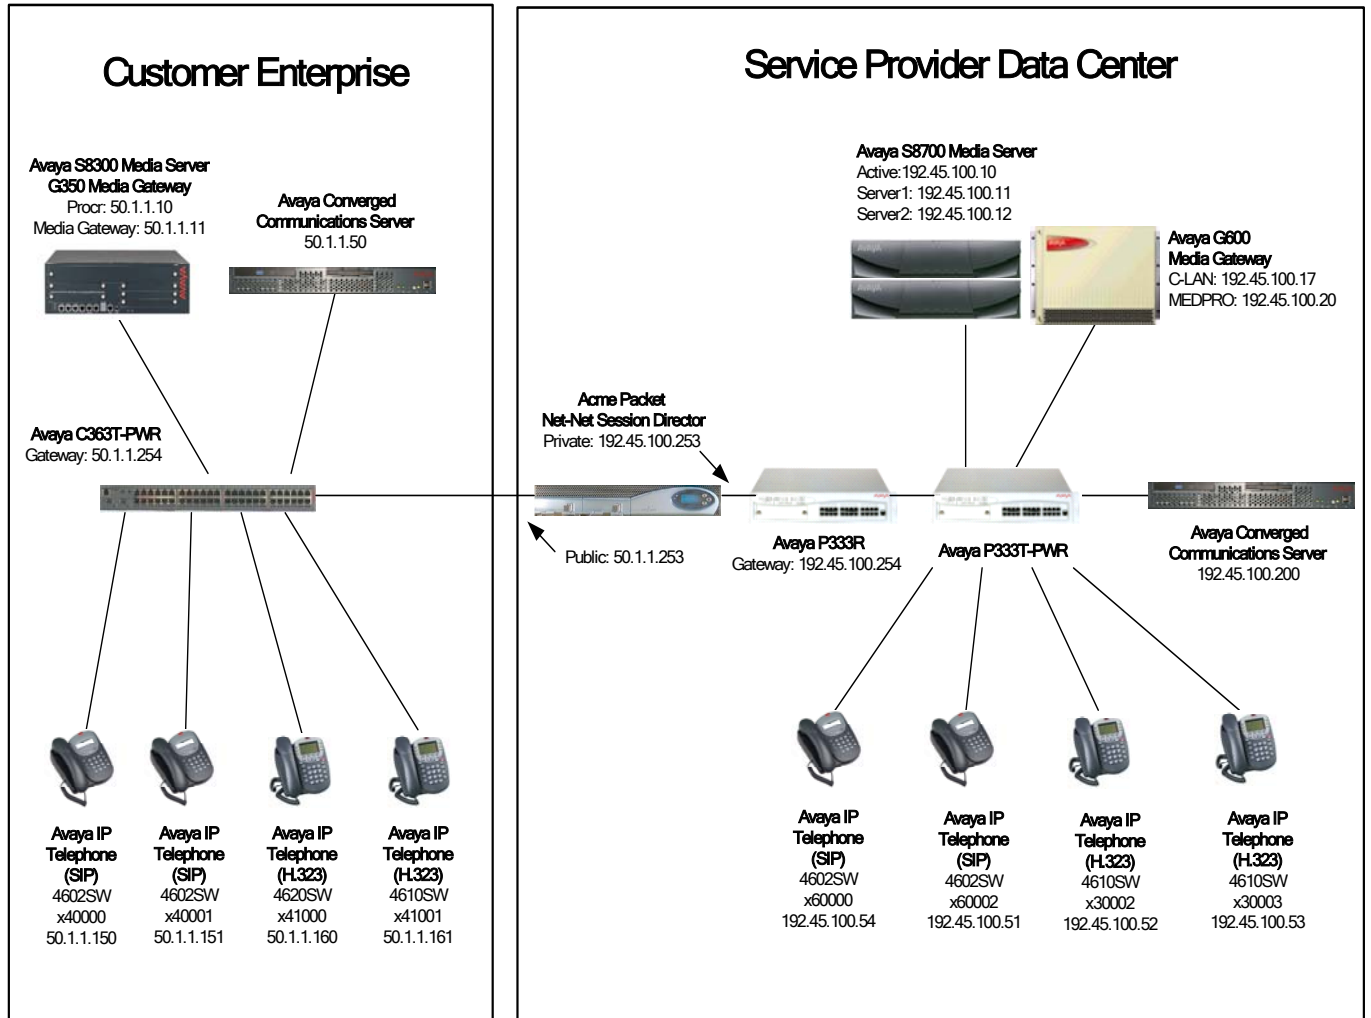 Customer Enterprise
Service Provider Data Center
Avaya S8300 Media Server
G350 Media Gateway
Procr: 50.1.1.10
Media Gateway: 50.1.1.11
Avaya Converged
Communications Server
50.1.1.50
Avaya S8700 Media Server
Active:192.45.100.10
Server1: 192.45.100.11
Server2: 192.45.100.12
Avaya G600
Media Gateway
C-LAN: 192.45.100.17
MEDPRO: 192.45.100.20
Avaya C363T-PWR
Gateway: 50.1.1.254
Acme Packet
Net-Net Session Director
Private: 192.45.100.253
Public: 50.1.1.253
Avaya P333R
Gateway: 192.45.100.254
Avaya P333T-PWR
Avaya Converged
Communications Server
192.45.100.200
Avaya IP
Telephone
(SIP)
4602SW
x40000
50.1.1.150
Avaya IP
Telephone
(SIP)
4602SW
x40001
50.1.1.151
Avaya IP
Telephone
(H.323)
4620SW
x41000
50.1.1.160
Avaya IP
Telephone
(H.323)
4610SW
x41001
50.1.1.161
Avaya IP
Telephone
(SIP)
4602SW
x60000
192.45.100.54
Avaya IP
Telephone
(SIP)
4602SW
x60002
192.45.100.51
Avaya IP
Telephone
(H.323)
4610SW
x30002
192.45.100.52
Avaya IP
Telephone
(H.323)
4610SW
x30003
192.45.100.53